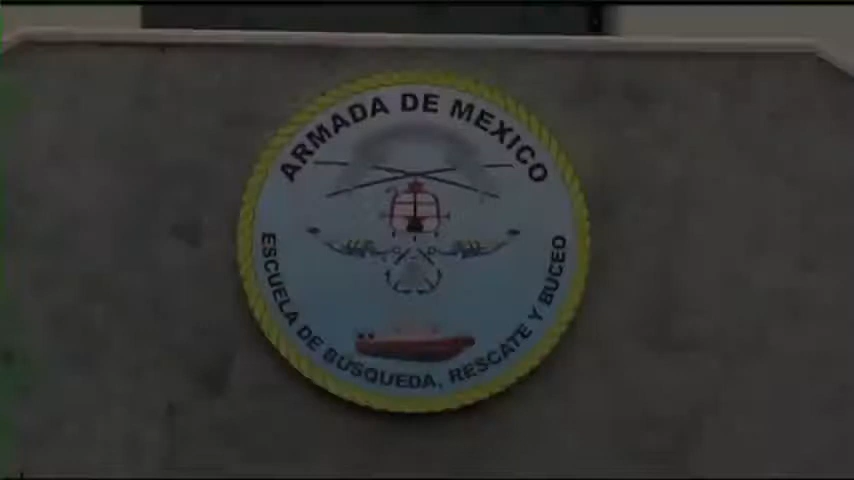 ARMADA DE MEXICO
ESCUELA DE BUSQUEDA, RESCATE Y BUCEO